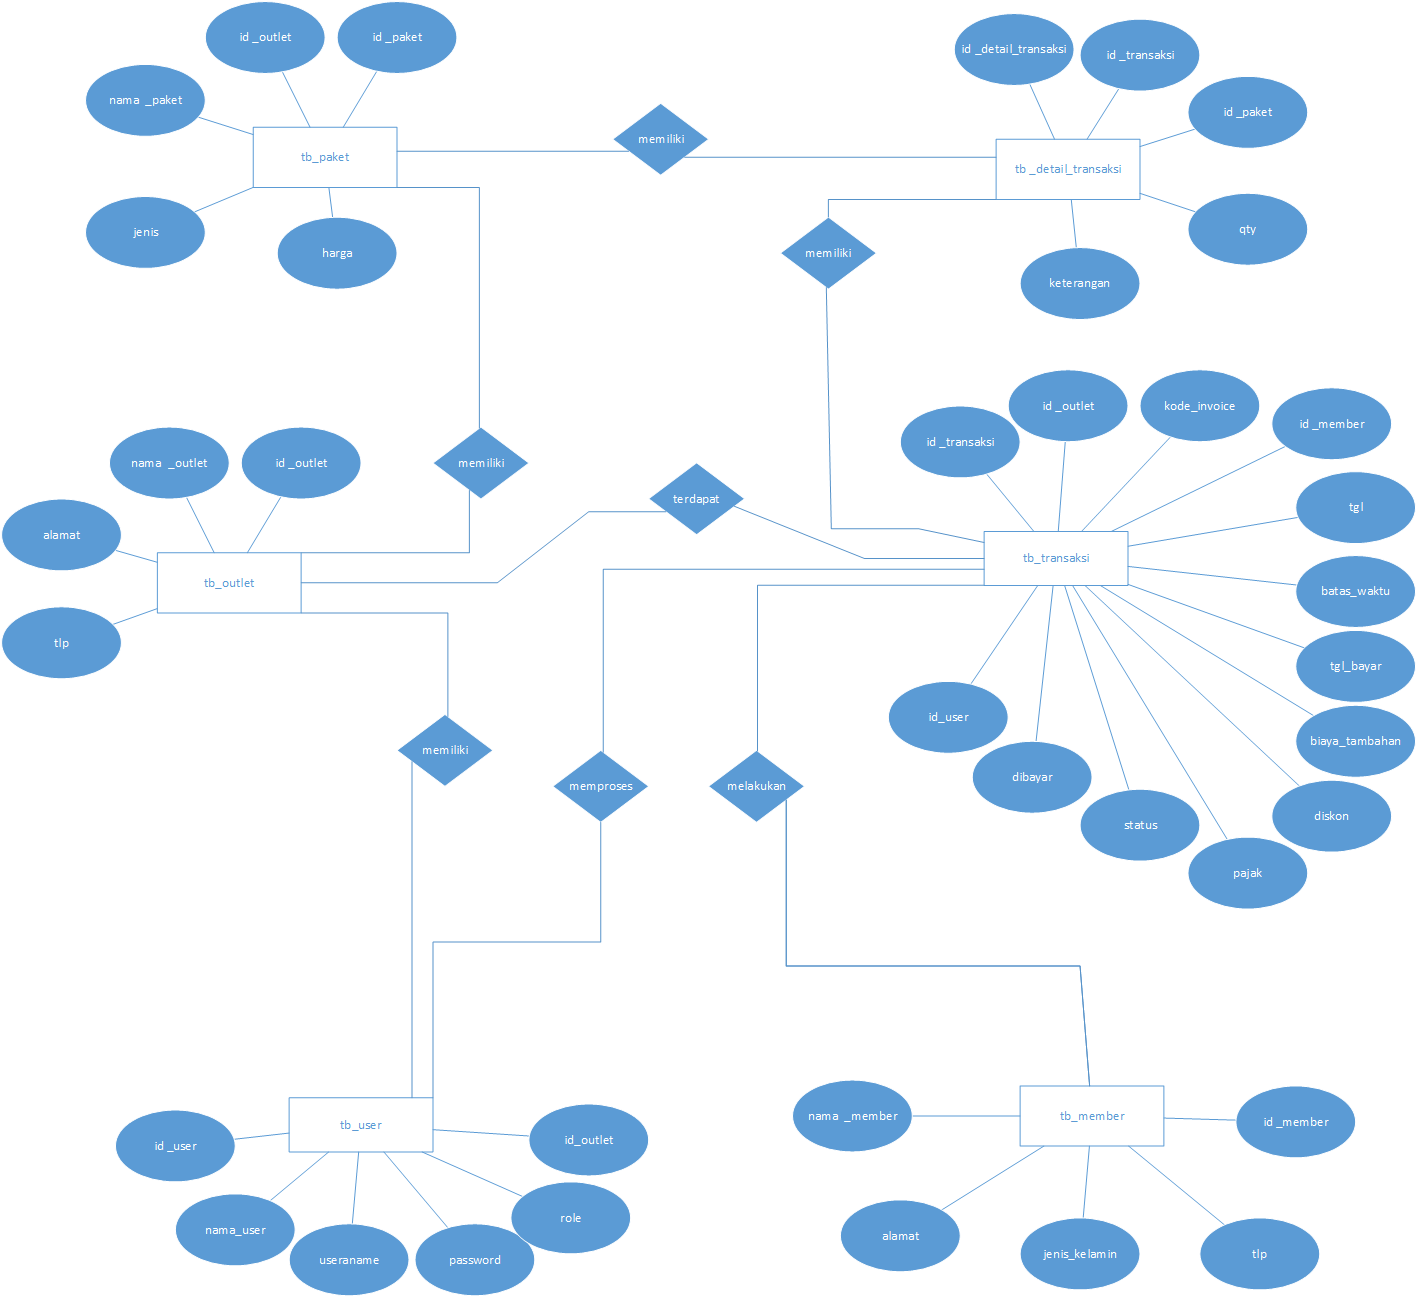 id _outlet
id _paket
nama _paket
tb_paket
jenis
harga
memiliki
id _detail_transaksi
id _transaksi
id _paket
tb _detail_transaksi
qty
keterangan
memiliki
memiliki
nama _outlet
id _outlet
alamat
tb_outlet
tlp
terdapat
id _transaksi
id _outlet
kode_invoice
id _member
tgl
tb_transaksi
batas_waktu
tgl_bayar
biaya_tambahan
diskon
pajak
status
dibayar
id_user
memiliki
memproses
melakukan
tb_user
id _user
nama_user
useraname
password
role
id_outlet
nama _member
tb_member
id _member
alamat
jenis_kelamin
tlp